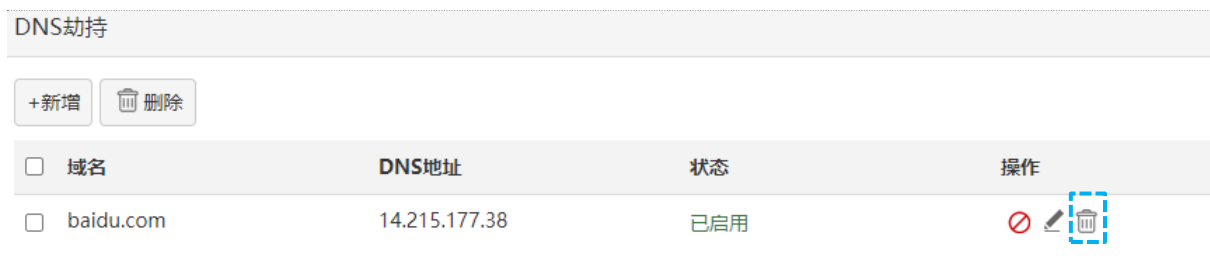 DNS劫持
+新增 删除
域名 DNS地址 状态 操作
baidu.com 14.215.177.38 已启用